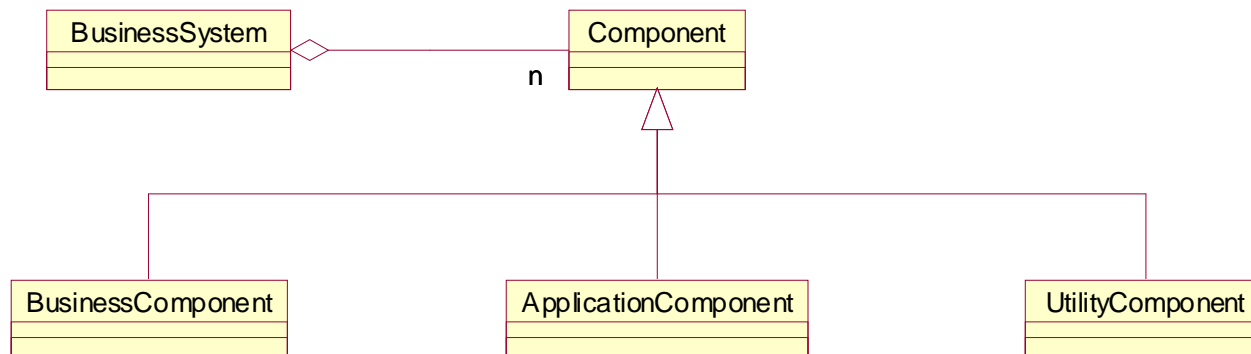 BusinessSystem
Component
n
BusinessComponent
ApplicationComponent
UtilityComponent